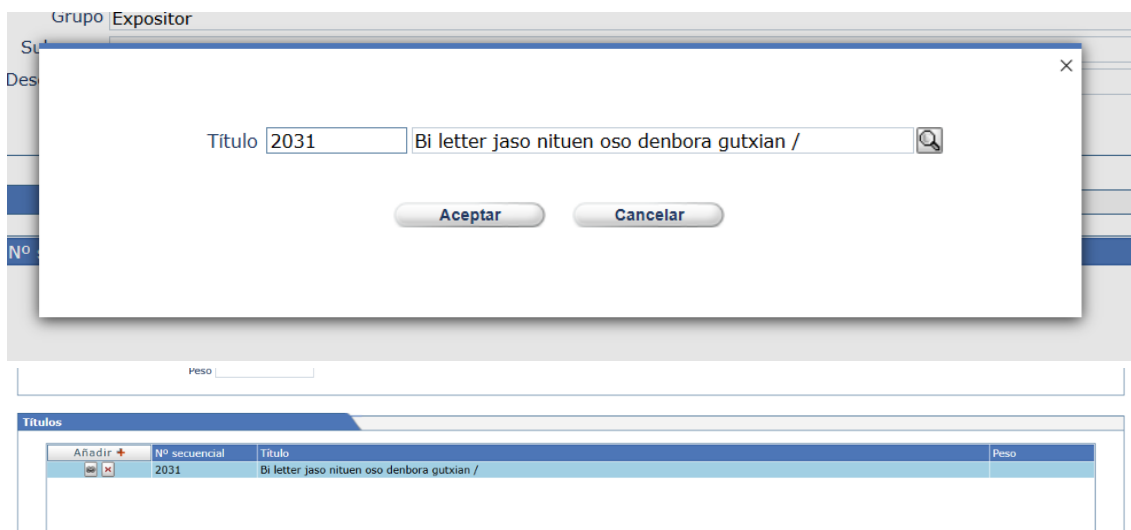 Grupo Expositor
Título 2031 Bi letter jaso nituen oso denbora gutxian /
Aceptar Cancelar
Nº
Peso
Títulos
Añadir Nº secuencial Título Peso
2031 Bi letter jaso nituen oso denbora gutxian /